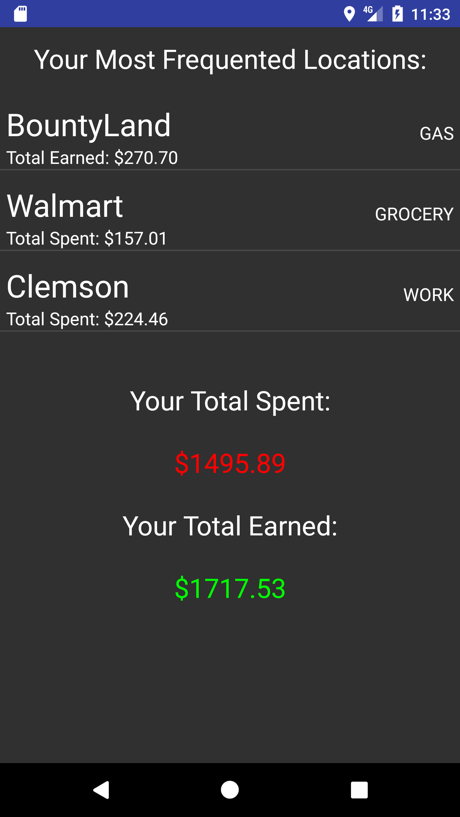 4G 11:33
Your Most Frequented Locations:
BountyLand
GAS
Total Earned: $270.70
Walmart
GROCERY
Total Spent: $157.01
Clemson
WORK
Total Spent: $224.46
Your Total Spent:
$1495.89
Your Total Earned:
$1717.53